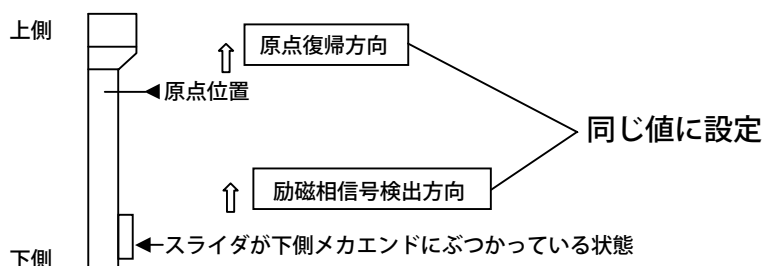 上側
原点復帰方向
原点位置
同じ値に設定
励磁相信号検出方向
スライダが下側メカエンドにぶつかっている状態
下側